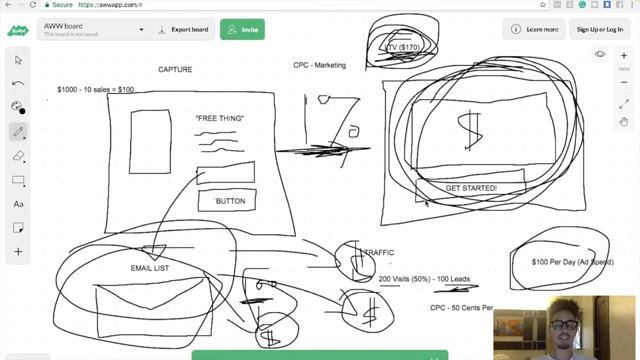 Secure https://awwapp.com/#
AWW board
This board is not saved
Export board
Invite
Learn more
Sign Up or Log In
LTV ($170)
CAPTURE
CPC - Marketing
$1000 - 10 sales = $100
100%
"FREE THING"
1%
$
GET STARTED!
`BUTTON
TRAFFIC
$
$100 Per Day (Ad Spend)
EMAIL LIST
200 Visits (50%) - 100 Leads
CPC - 50 Cents Per
$
$
Aa